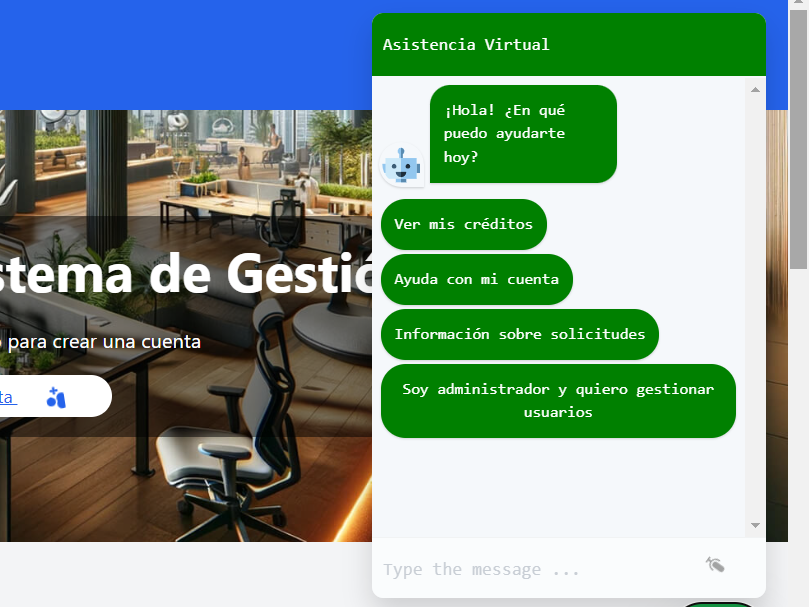 Asistencia Virtual
¡Hola! ¿En qué
puedo ayudarte
hoy?
Ver mis créditos
Ayuda con mi cuenta
Información sobre solicitudes
Soy administrador y quiero gestionar
usuarios
Type the message ...
stema de Gestió
para crear una cuenta
ta